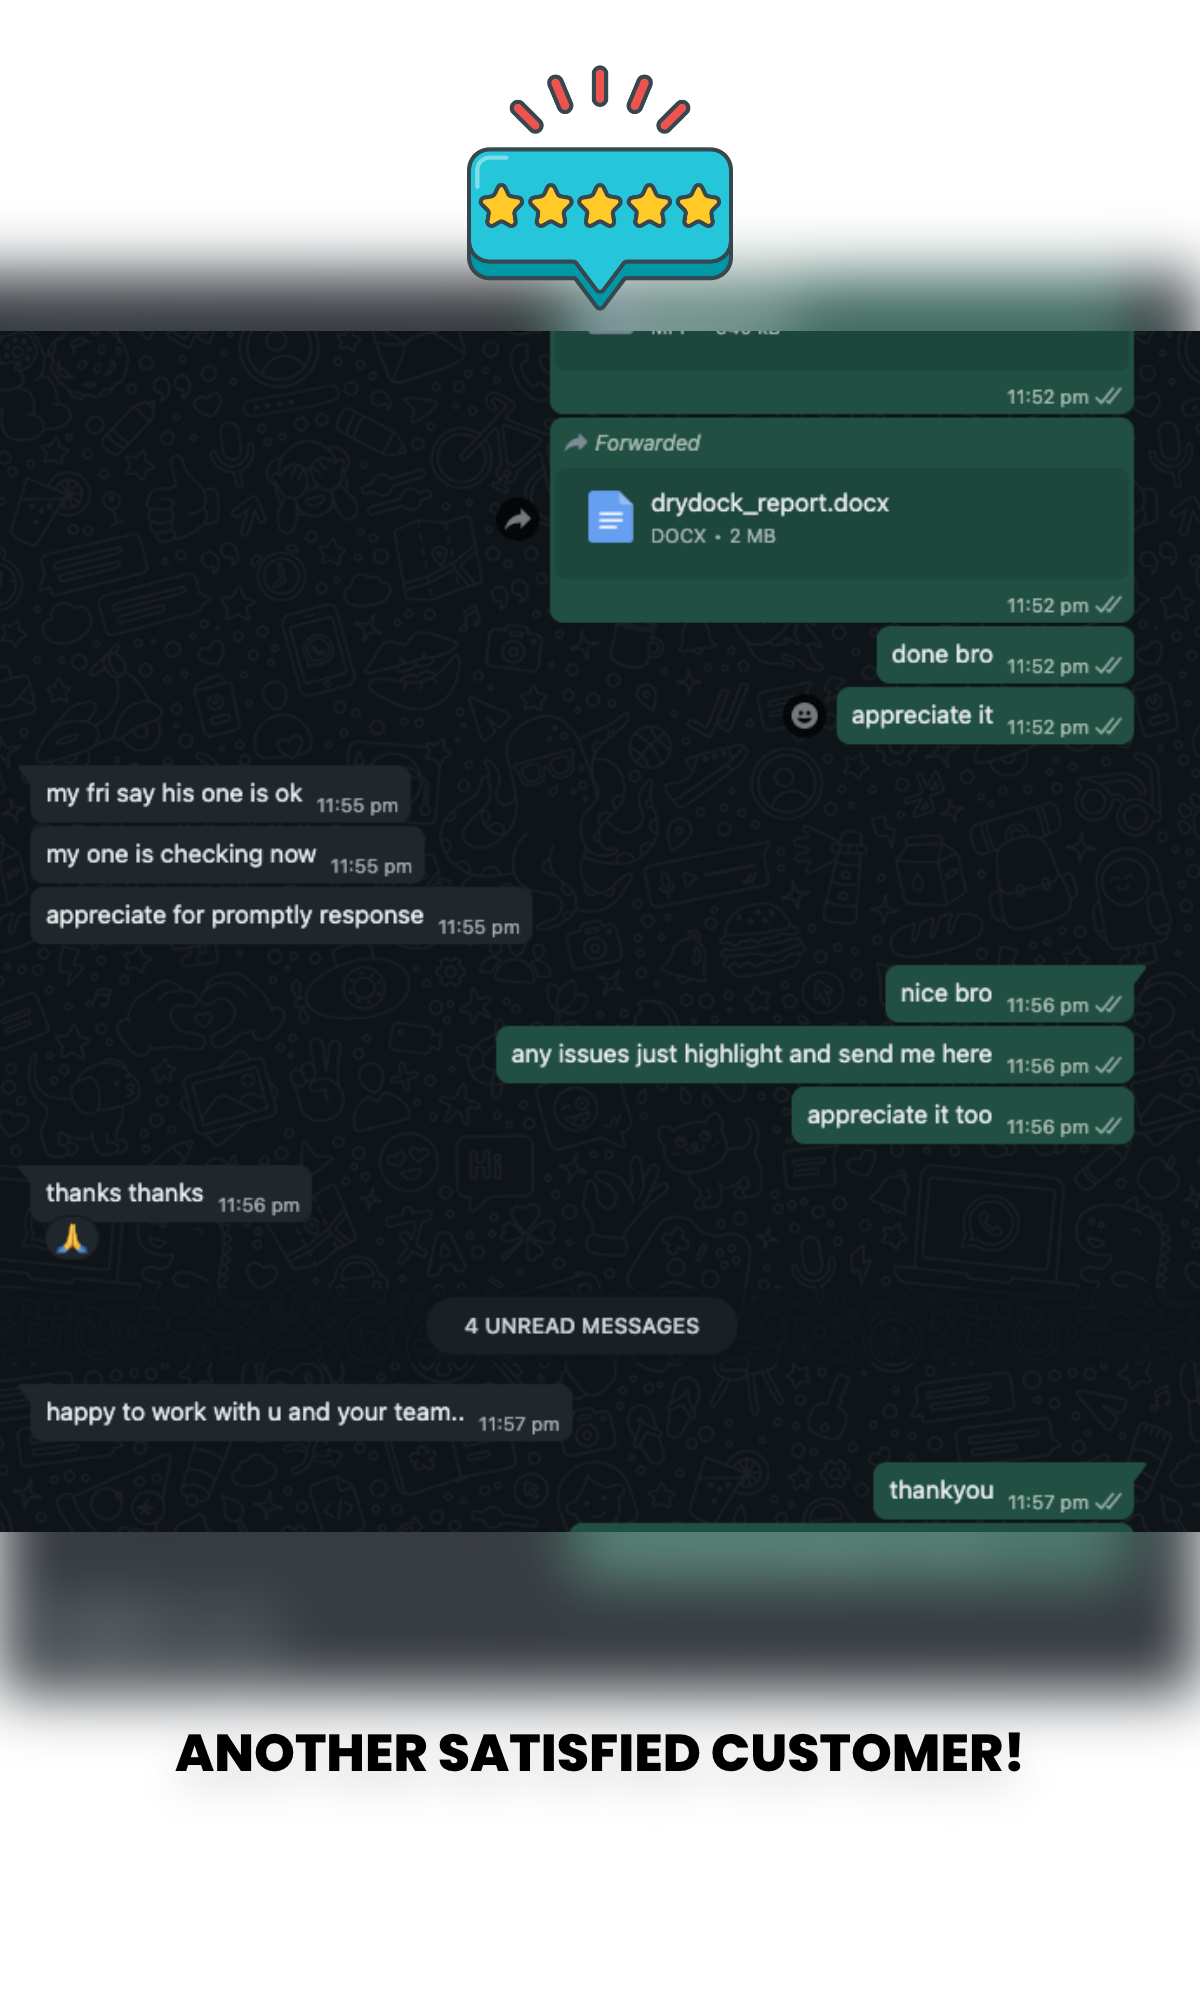 11:52 pm
Forwarded
drydock_report.docx
DOCX • 2 MB
11:52 pm
done bro 11:52 pm
appreciate it 11:52 pm
my fri say his one is ok 11:55 pm
my one is checking now 11:55 pm
appreciate for promptly response 11:55 pm
nice bro 11:56 pm
any issues just highlight and send me here 11:56 pm
appreciate it too 11:56 pm
thanks thanks 11:56 pm
🙏
4 UNREAD MESSAGES
happy to work with u and your team.. 11:57 pm
thankyou 11:57 pm
ANOTHER SATISFIED CUSTOMER!